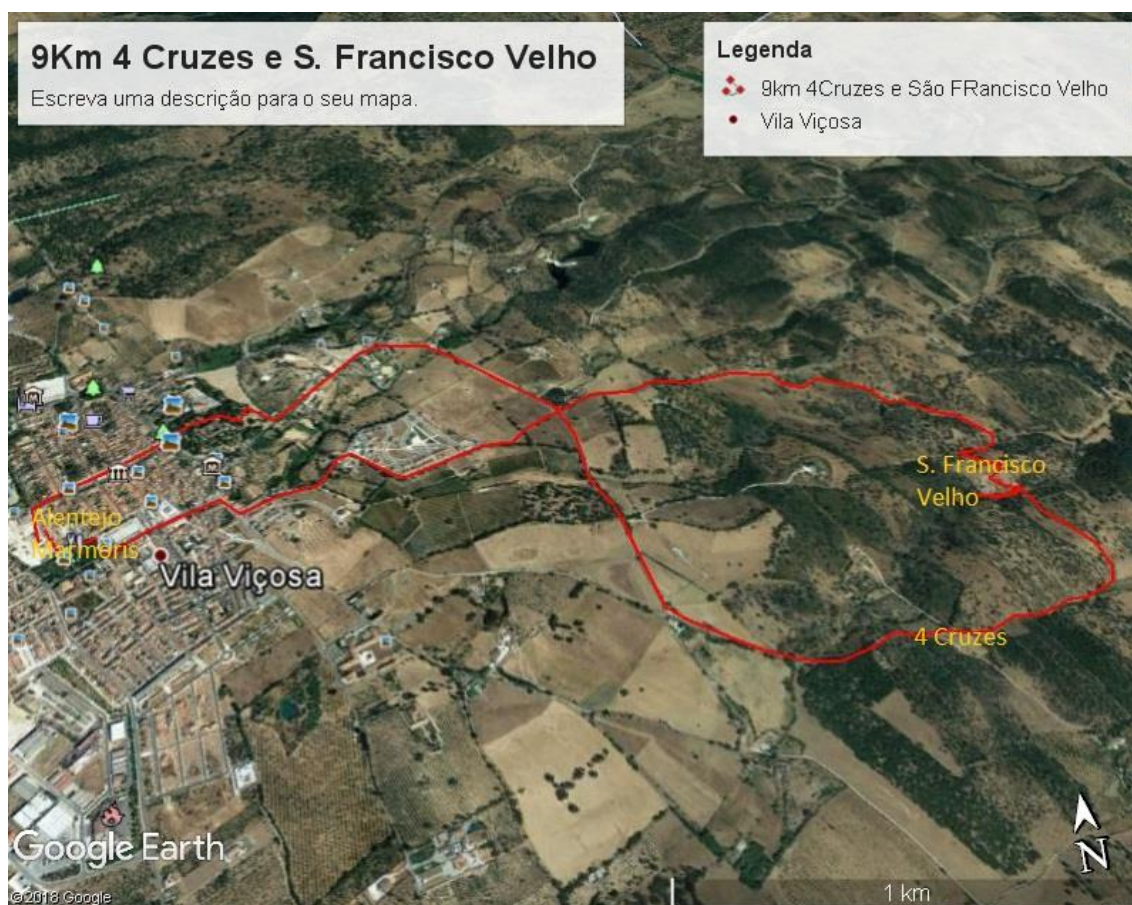 9Km 4 Cruzes e S. Francisco Velho
Escreva uma descrição para o seu mapa.
Legenda
9km 4Cruzes e São FRancisco Velho
Vila Viçosa
S. Francisco
Velho
Alentejo
Marmoris
Vila Viçosa
4 Cruzes
Google Earth
N
©2018 Google
1 km